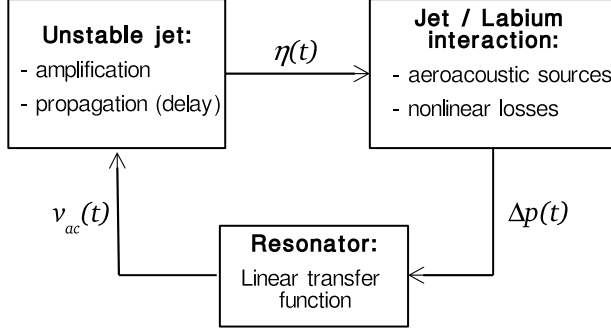 Unstable jet:
- amplification
- propagation (delay)
η(t)
Jet / Labium
interaction:
- aeroacoustic sources
- nonlinear losses
v_ac(t)
Δp(t)
Resonator:
Linear transfer
function